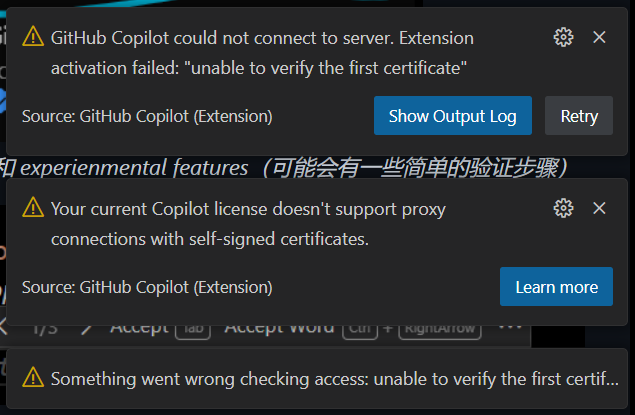 GitHub Copilot could not connect to server. Extension
activation failed: "unable to verify the first certificate"
Source: GitHub Copilot (Extension)
Show Output Log
Retry
和 experienmental features（可能会有一些简单的验证步骤）
Your current Copilot license doesn't support proxy
connections with self-signed certificates.
Source: GitHub Copilot (Extension)
Learn more
1/3 Accept Tab Accept Word Ctrl + RightArrow ...
Something went wrong checking access: unable to verify the first certif...